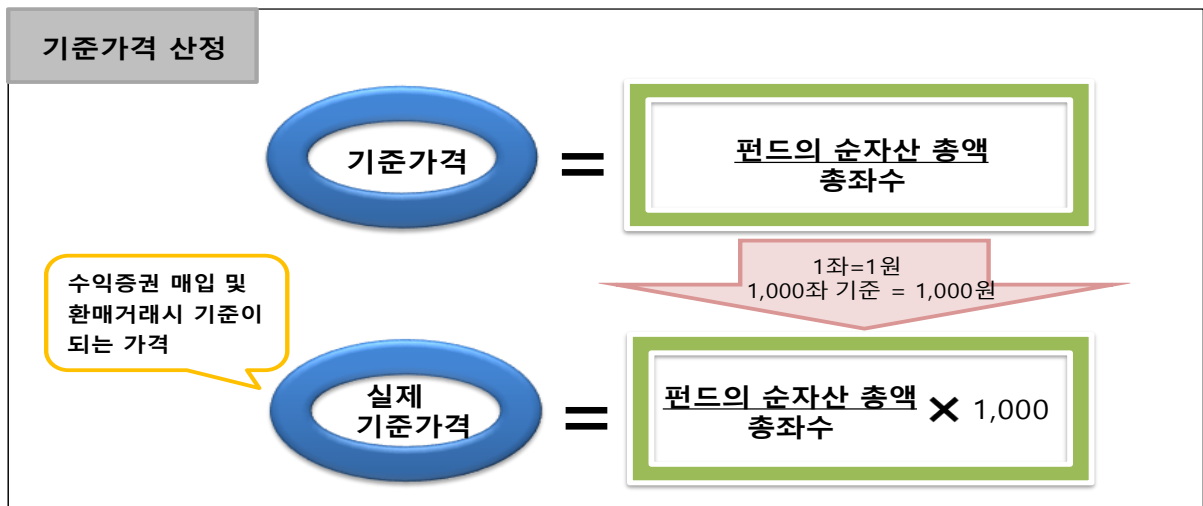 기준가격 산정
기준가격
=
펀드의 순자산 총액
총좌수
1좌=1원
1,000좌 기준 = 1,000원
수익증권 매입 및
환매거래시 기준이
되는 가격
실제
기준가격
=
펀드의 순자산 총액
총좌수
× 1,000